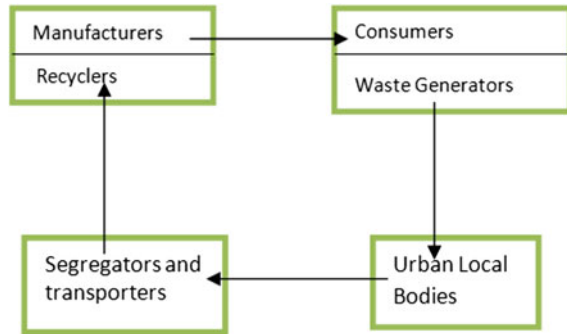 Manufacturers
Recyclers
Consumers
Waste Generators
Segregators and
transporters
Urban Local
Bodies